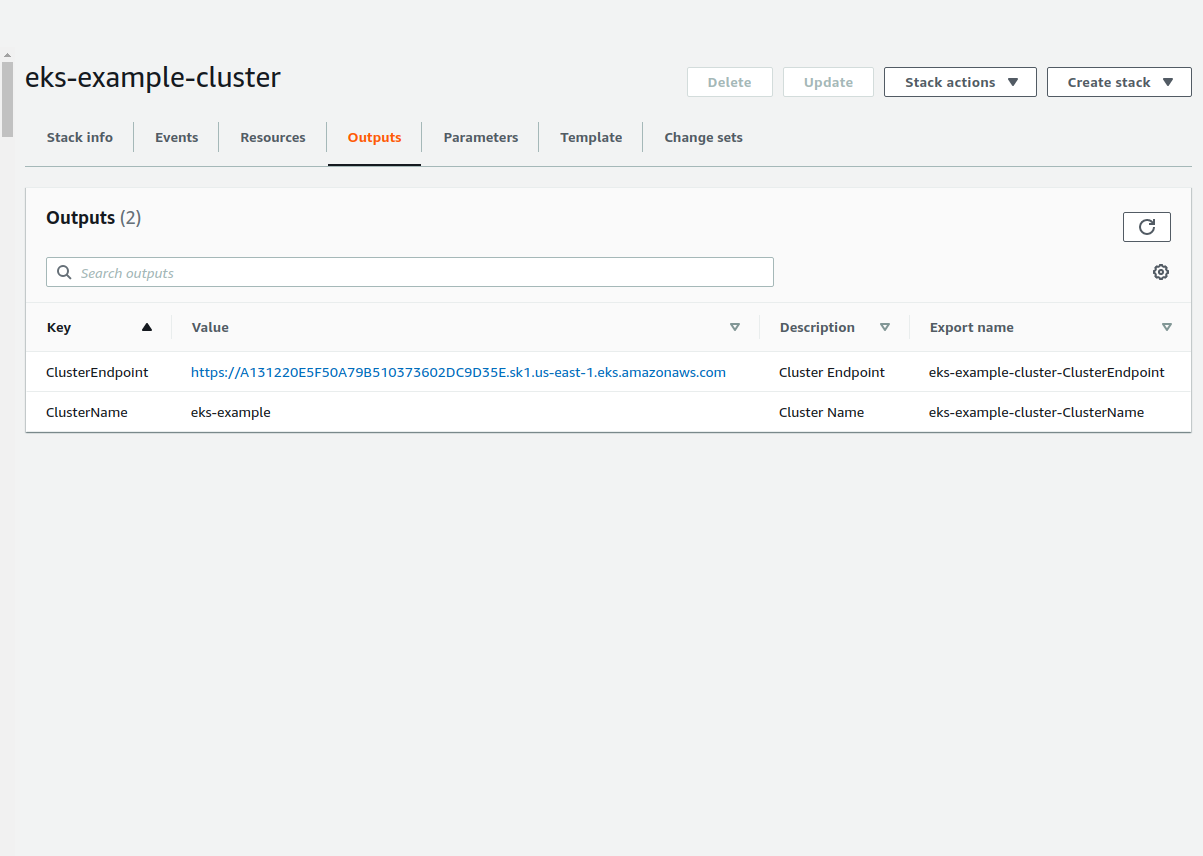 eks-example-cluster
Delete Update Stack actions Create stack
Stack info Events Resources Outputs Parameters Template Change sets
Outputs (2)
Search outputs
Key Value Description Export name
ClusterEndpoint https://A131220E5F50A79B510373602DC9D35E.sk1.us-east-1.eks.amazonaws.com Cluster Endpoint eks-example-cluster-ClusterEndpoint
ClusterName eks-example Cluster Name eks-example-cluster-ClusterName